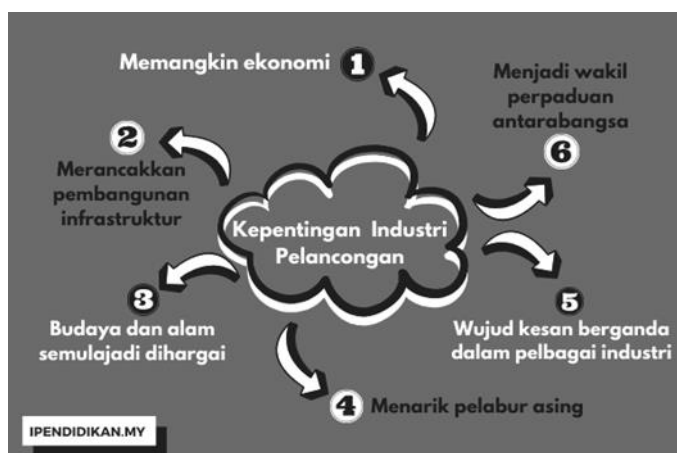 Kepentingan Industri
Pelancongan
1
Memangkin ekonomi
2
Merancakkan
pembangunan
infrastruktur
3
Budaya dan alam
semulajadi dihargai
4
Menarik pelabur asing
5
Wujud kesan berganda
dalam pelbagai industri
Menjadi wakil
perpaduan
antarabangsa
6
IPENDIDIKAN.MY